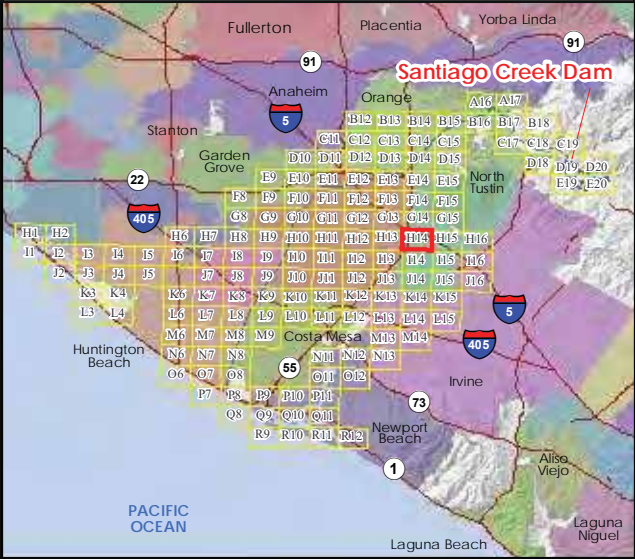 Fullerton
Placentia
Yorba Linda
91
91
Santiago Creek Dam
Anaheim
Orange
A16 A17
5
B12 B13 B14 B15 B16 B17 B18
Stanton
C11 C12 C13 C14 C15 C17 C18 C19
Garden
Grove
D10 D11 D12 D13 D14 D15 D18 D19 D20
22
E9 E10 E11 E12 E13 E14 E15 E19 E20
North
Tustin
F8 F9 F10 F11 F12 F13 F14 F15
405
G8 G9 G10 G11 G12 G13 G14 G15
H1 H2 H6 H7 H8 H9 H10 H11 H12 H13 H14 H15 H16
I1 I2 I3 I4 I5 I6 I7 I8 I9 I10 I11 I12 I13 I14 I15 I16
J2 J3 J4 J5 J7 J8 J9 J10 J11 J12 J13 J14 J15 J16
K3 K4 K6 K7 K8 K9 K10 K11 K12 K13 K14 K15
5
L3 L4 L6 L7 L8 L9 L10 L11 L12 L13 L14 L15
M6 M7 M8 M9 Costa Mesa M13 M14
405
Huntington
Beach
N6 N7 N8 N11 N12 N13
55
O6 O7 O8 O11 O12
Irvine
P7 P8 P9 P10 P11
73
Q8 Q9 Q10 Q11
Newport
Beach
R9 R10 R11 R12
1
Aliso
Viejo
PACIFIC
OCEAN
Laguna
Niguel
Laguna Beach